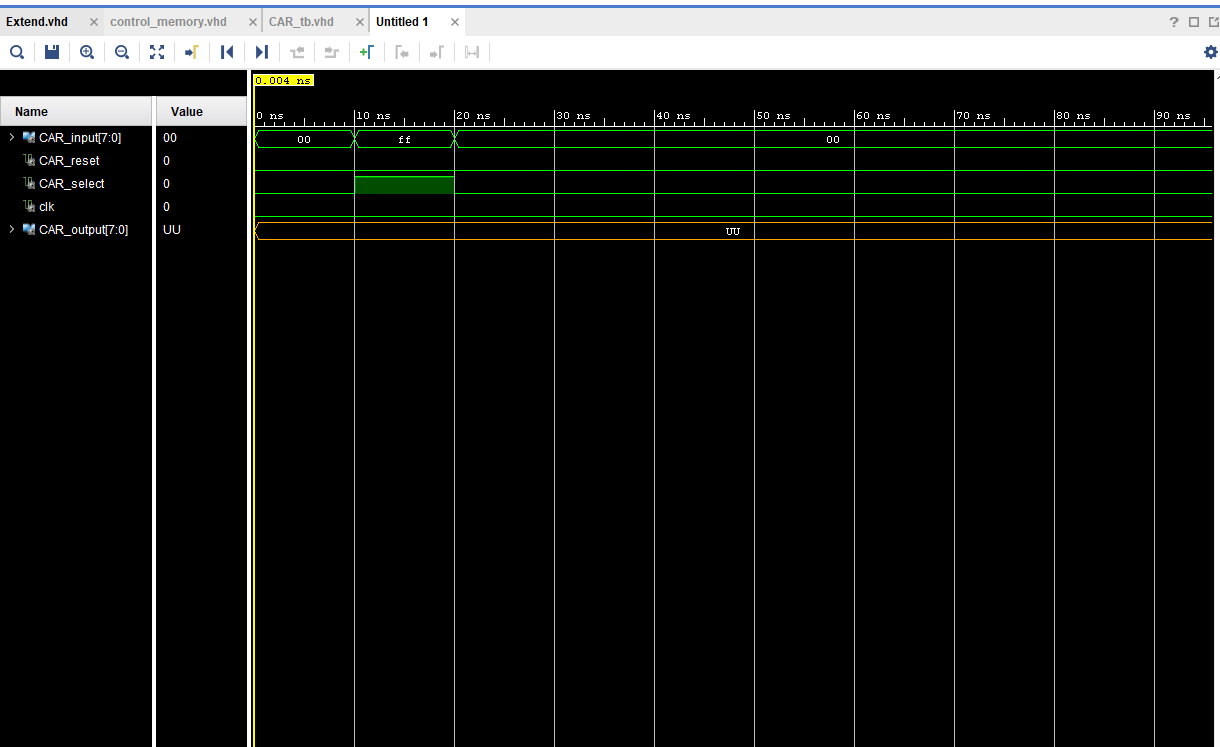 Extend.vhd control_memory.vhd CAR_tb.vhd Untitled 1
0.004 ns
Name Value
0 ns 10 ns 20 ns 30 ns 40 ns 50 ns 60 ns 70 ns 80 ns 90 ns
CAR_input[7:0] 00 00 ff 00
CAR_reset 0
CAR_select 0
clk 0
CAR_output[7:0] UU UU